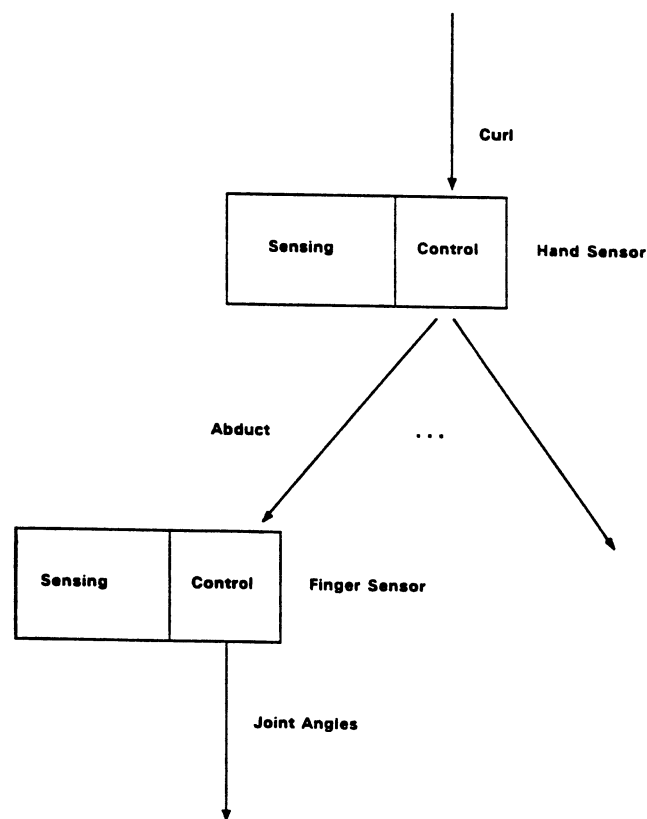 Curl
Sensing
Control
Hand Sensor
Abduct
...
Sensing
Control
Finger Sensor
Joint Angles